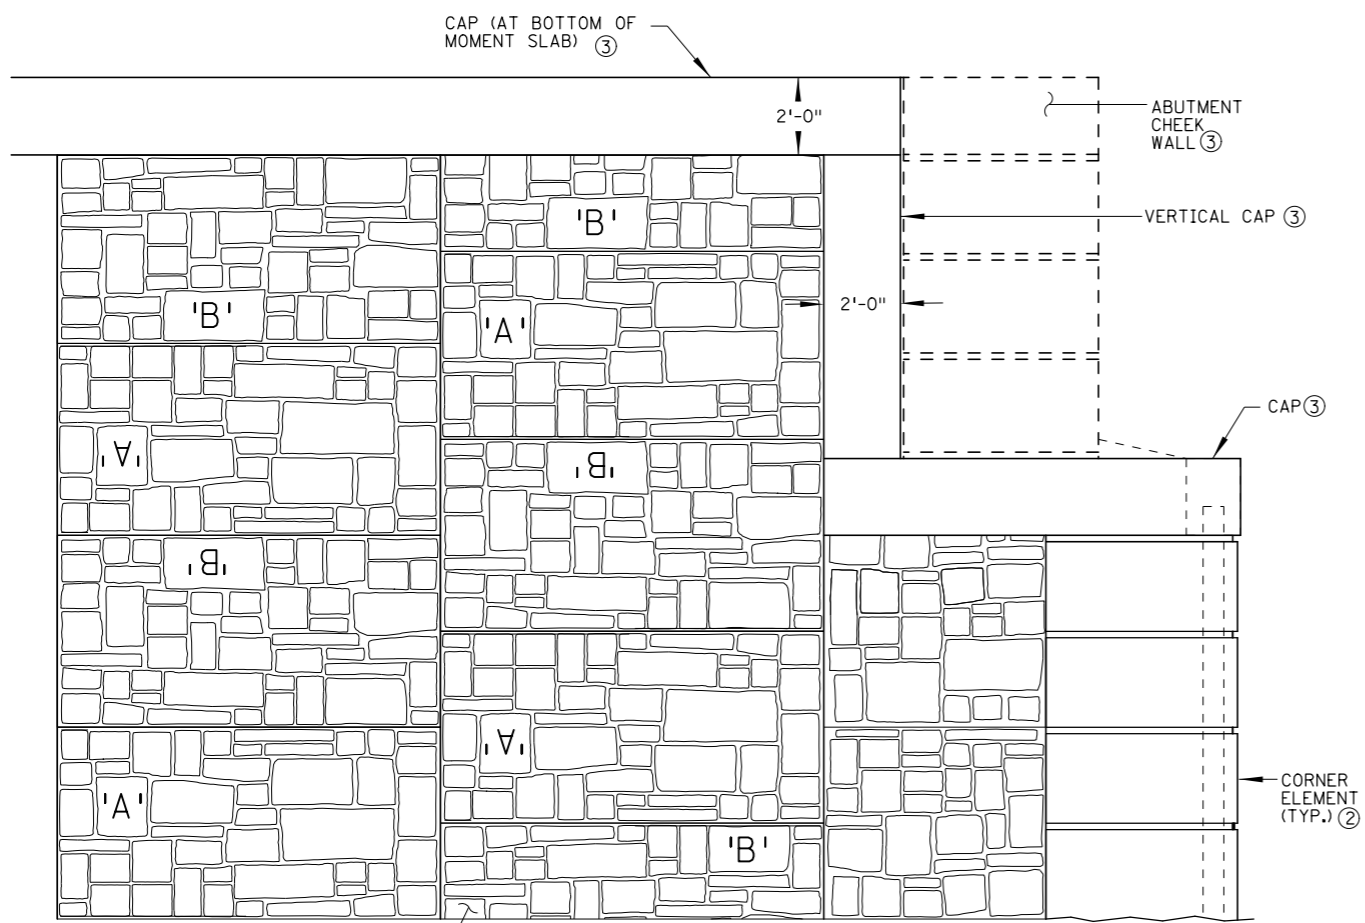 CAP (AT BOTTOM OF
MOMENT SLAB) ③
2'-0"
ABUTMENT
CHEEK
WALL ③
'B'
'B'
VERTICAL CAP ③
2'-0"
'B'
'A'
CAP ③
'A'
'B'
'B'
'A'
'A'
CORNER
ELEMENT
(TYP.) ②
'B'